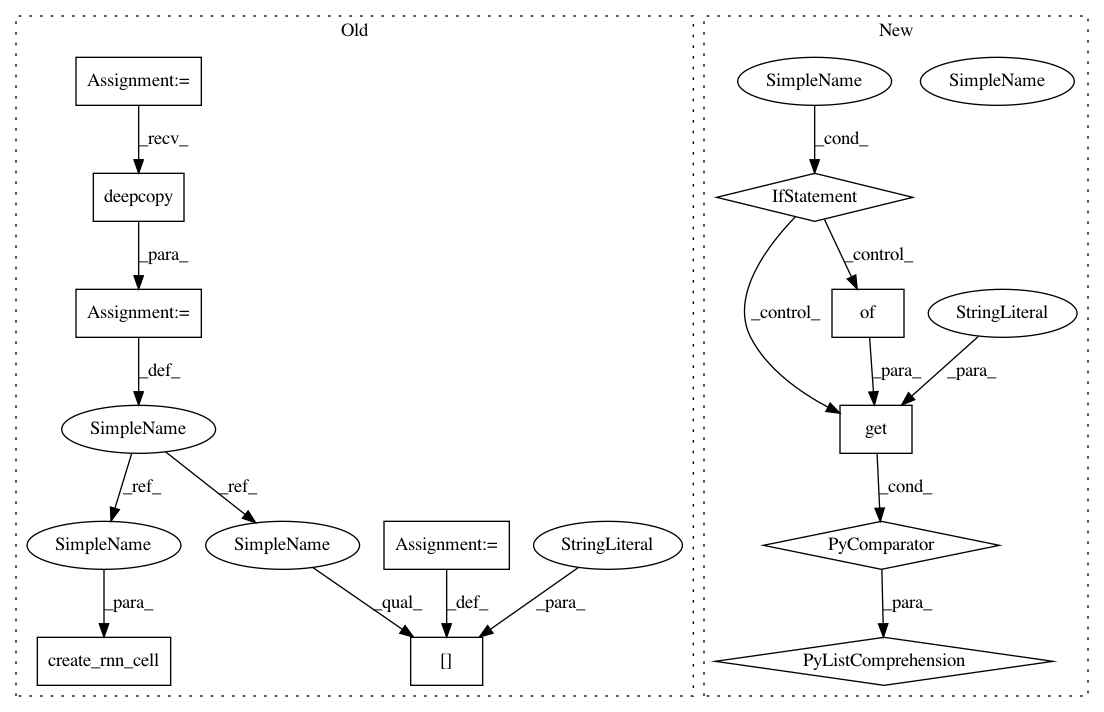 Old
New
Assignment:=
SimpleName
SimpleName
_recv_
_cond_
deepcopy
IfStatement
_para_
_control_
Assignment:=
_control_
of
StringLiteral
_def_
_para_
_para_
SimpleName
get
_ref_
_ref_
_cond_
SimpleName
SimpleName
Assignment:=
StringLiteral
PyComparator
_para_
_qual_
_def_
_para_
_para_
create_rnn_cell
[]
PyListComprehension